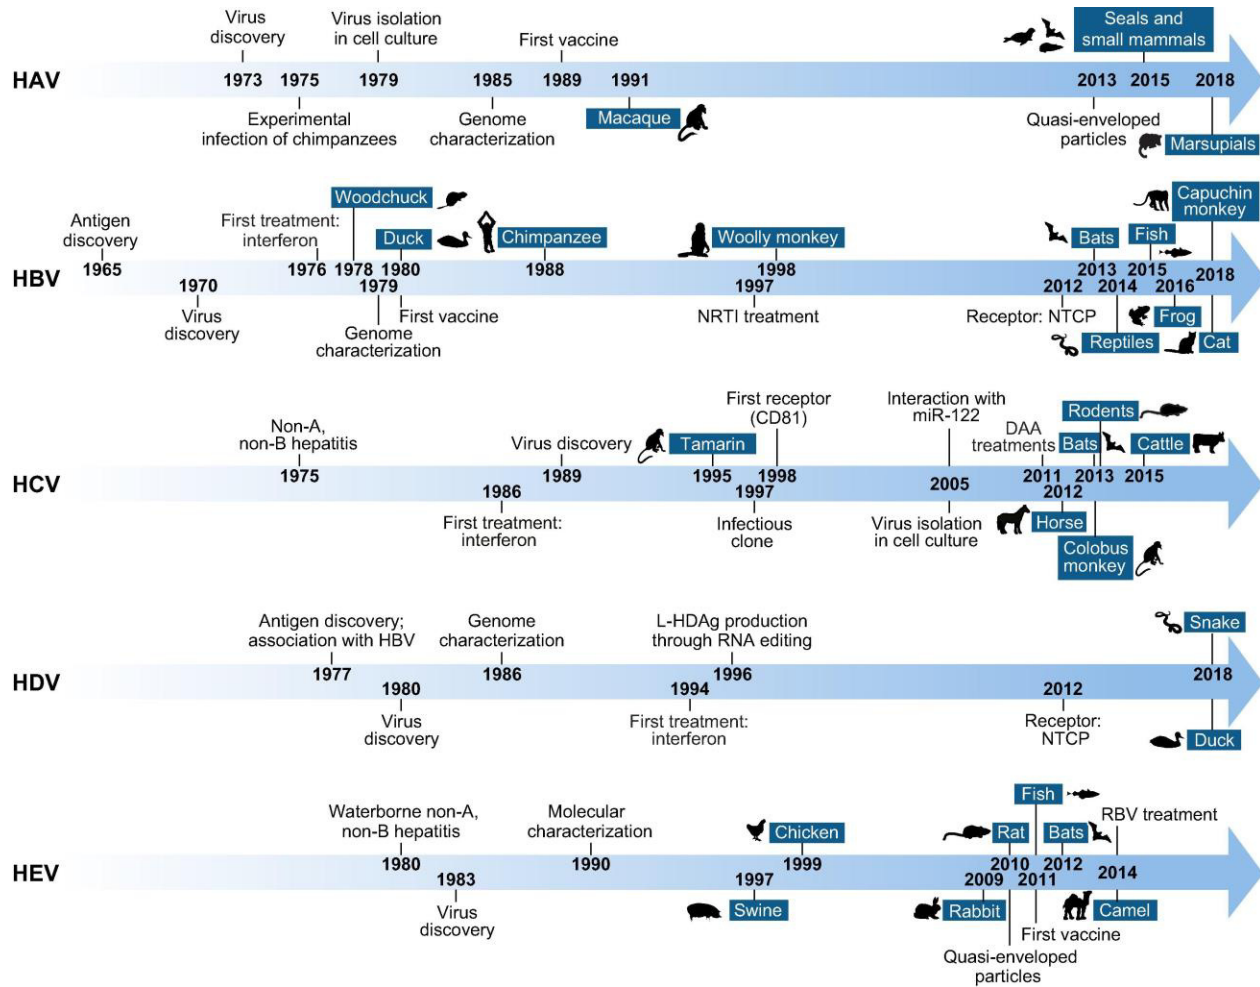 Virus
discovery
Virus isolation
in cell culture
First vaccine
Seals and
small mammals
HAV
1973
1975
1979
1985
1989
1991
2013
2015
2018
Experimental
infection of chimpanzees
Genome
characterization
Macaque
Quasi-enveloped
particles
Marsupials
Antigen
discovery
First treatment:
interferon
Woodchuck
Duck
Chimpanzee
Woolly monkey
Bats
Fish
Capuchin
monkey
HBV
1965
1970
1976
1978
1979
1980
1988
1997
1998
2012
2013
2014
2015
2016
2018
Virus
discovery
Genome
characterization
First vaccine
NRTI treatment
Receptor: NTCP
Reptiles
Frog
Cat
Non-A,
non-B hepatitis
Virus discovery
Tamarin
First receptor
(CD81)
Interaction with
miR-122
DAA
treatments
Rodents
Bats
Cattle
HCV
1975
1986
1989
1995
1997
1998
2005
2011
2012
2013
2015
First treatment:
interferon
Infectious
clone
Virus isolation
in cell culture
Horse
Colobus
monkey
Antigen discovery;
association with HBV
Genome
characterization
L-HDAg production
through RNA editing
Snake
HDV
1977
1980
1986
1994
1996
2012
2018
Virus
discovery
First treatment:
interferon
Receptor:
NTCP
Duck
Waterborne non-A,
non-B hepatitis
Molecular
characterization
Chicken
Rat
Fish
Bats
RBV treatment
HEV
1980
1983
1990
1997
1999
2009
2010
2011
2012
2014
Virus
discovery
Swine
Rabbit
Camel
First vaccine
Quasi-enveloped
particles